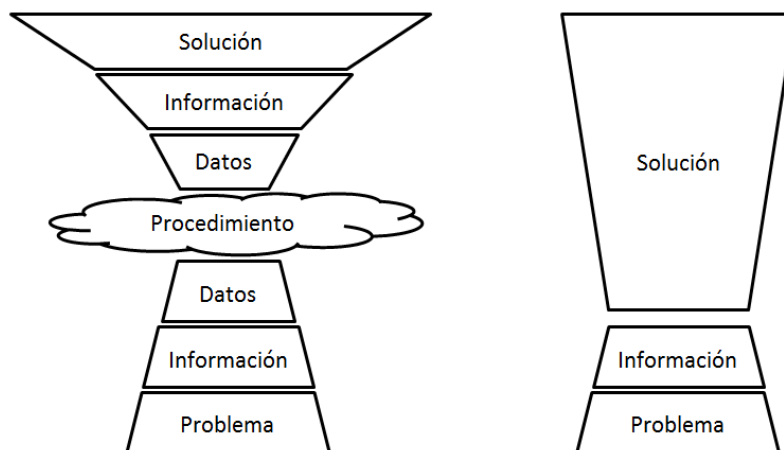 Solución
Información
Datos
Procedimiento
Datos
Información
Problema
Solución
Información
Problema